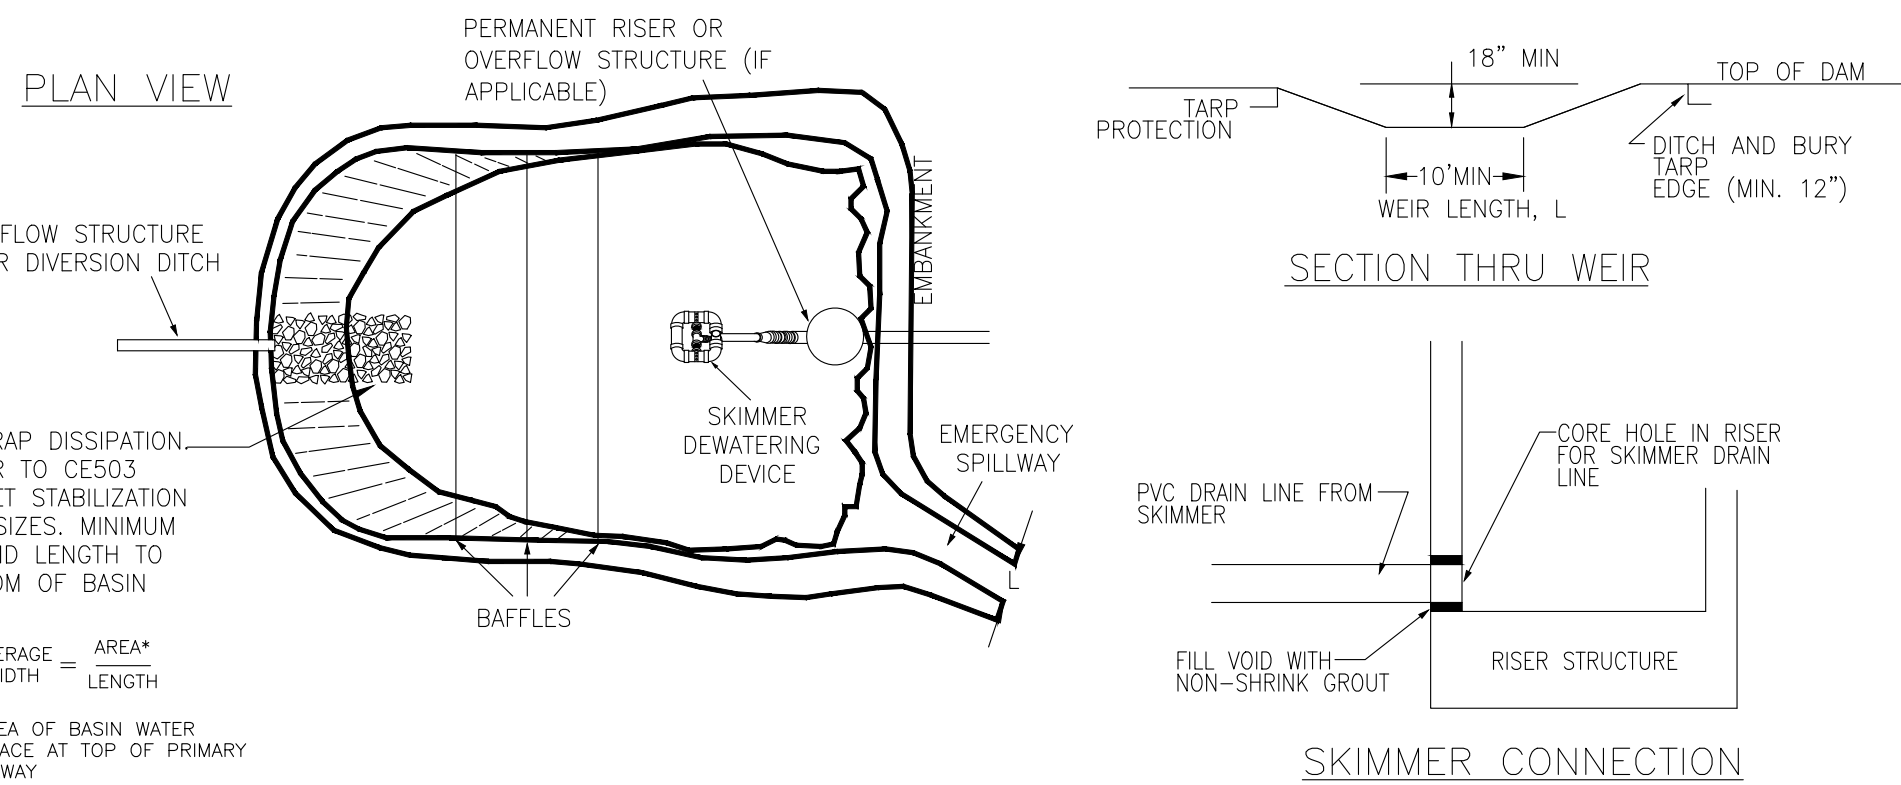 PLAN VIEW
PERMANENT RISER OR
OVERFLOW STRUCTURE (IF
APPLICABLE)
FLOW STRUCTURE
R DIVERSION DITCH
EMBANKMENT
RAP DISSIPATION.
R TO CE503
ET STABILIZATION
SIZES. MINIMUM
ND LENGTH TO
OM OF BASIN
SKIMMER
DEWATERING
DEVICE
EMERGENCY
SPILLWAY
L
BAFFLES
ERAGE
IDTH = AREA*
LENGTH
EA OF BASIN WATER
ACE AT TOP OF PRIMARY
WAY
18” MIN
TOP OF DAM
TARP
PROTECTION
10'MIN
WEIR LENGTH, L
DITCH AND BURY
TARP
EDGE (MIN. 12”)
SECTION THRU WEIR
CORE HOLE IN RISER
FOR SKIMMER DRAIN
LINE
PVC DRAIN LINE FROM
SKIMMER
FILL VOID WITH
NON-SHRINK GROUT
RISER STRUCTURE
SKIMMER CONNECTION